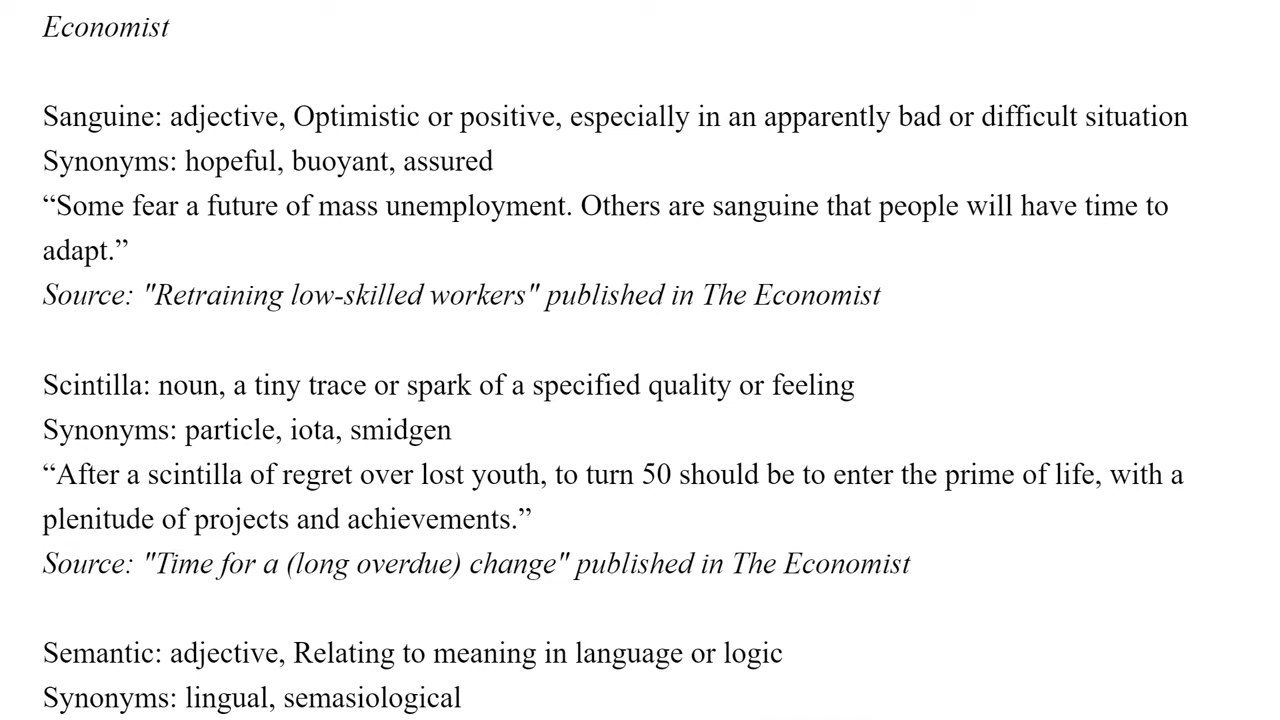 Economist
Sanguine: adjective, Optimistic or positive, especially in an apparently bad or difficult situation
Synonyms: hopeful, buoyant, assured
“Some fear a future of mass unemployment. Others are sanguine that people will have time to
adapt.”
Source: "Retraining low-skilled workers" published in The Economist
Scintilla: noun, a tiny trace or spark of a specified quality or feeling
Synonyms: particle, iota, smidgen
“After a scintilla of regret over lost youth, to turn 50 should be to enter the prime of life, with a
plenitude of projects and achievements.”
Source: "Time for a (long overdue) change" published in The Economist
Semantic: adjective, Relating to meaning in language or logic
Synonyms: lingual, semasiological